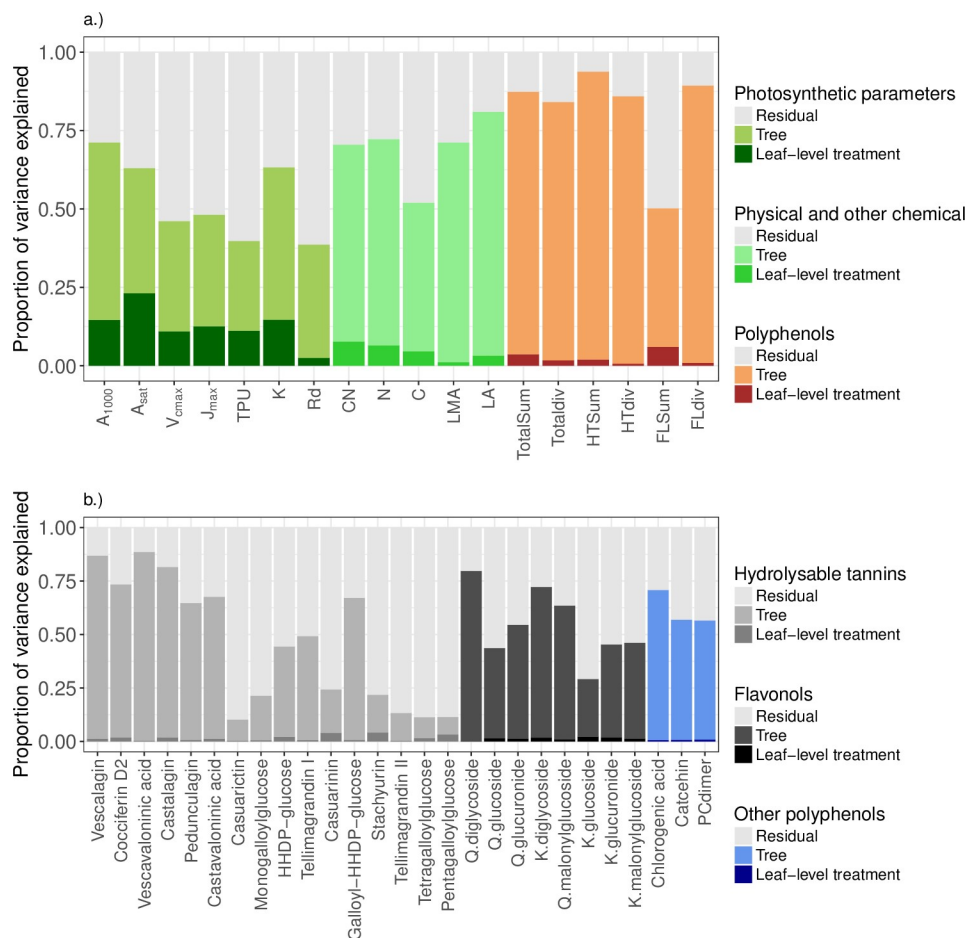 a.)
Proportion of variance explained
1.00
0.75
0.50
0.25
0.00
A1000
Asat
Vcmax
Jmax
TPU
K
Rd
CN
N
C
LMA
LA
TotalSum
Totaldiv
HTSum
HTdiv
FLSum
FLdiv
Photosynthetic parameters
Residual
Tree
Leaf-level treatment
Physical and other chemical
Residual
Tree
Leaf-level treatment
Polyphenols
Residual
Tree
Leaf-level treatment
b.)
Proportion of variance explained
1.00
0.75
0.50
0.25
0.00
Vescalagin
Cocciferin D2
Vescavaloninic acid
Castalagin
Pedunculagin
Castavaloninic acid
Casuarictin
Monogalloylglucose
HHDP-glucose
Tellimagrandin I
Casuarinin
Galloyl-HHDP-glucose
Stachyurin
Tellimagrandin II
Tetragalloylglucose
Pentagalloylglucose
Q.diglycoside
Q.glucoside
Q.glucuronide
K.diglycoside
Q.malonylglucoside
K.glucoside
K.glucuronide
K.malonylglucoside
Chlorogenic acid
Catcehin
PCdimer
Hydrolysable tannins
Residual
Tree
Leaf-level treatment
Flavonols
Residual
Tree
Leaf-level treatment
Other polyphenols
Residual
Tree
Leaf-level treatment